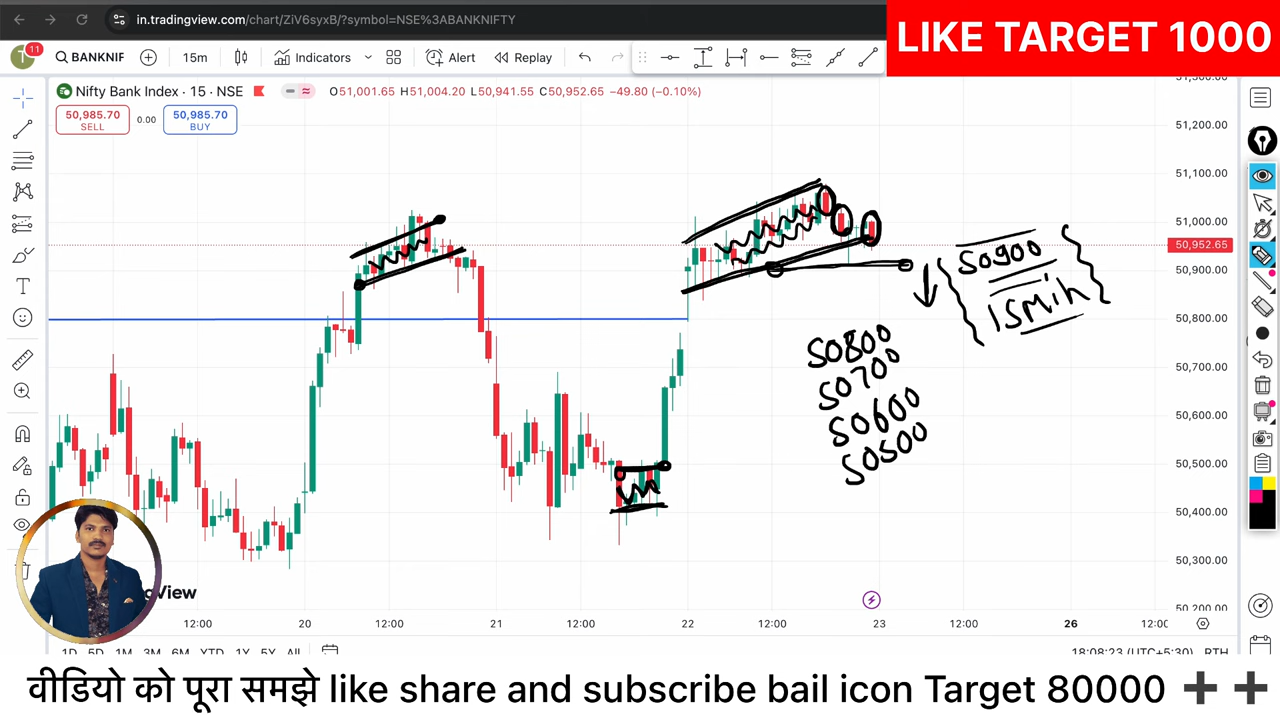 in.tradingview.com/chart/ZiV6syxB/?symbol=NSE%3ABANKNIFTY
LIKE TARGET 1000
T 11 BANKNIF 15m Indicators Alert Replay
Nifty Bank Index · 15 · NSE O51,001.65 H51,004.20 L50,941.55 C50,952.65 -49.80 (-0.10%)
50,985.70 SELL 0.00 50,985.70 BUY
51,300.00
51,200.00
51,100.00
51,000.00
50,952.65
50,900.00
50,800.00
50,700.00
50,600.00
50,500.00
50,400.00
50,300.00
50,200.00
50900
15min
50800
50700
50600
50500
View
12:00 20 12:00 21 12:00 22 12:00 23 12:00 26 12:00
1D 5D 1M 3M 6M YTD 1Y 5Y All 18:08:23 (UTC+5:30) RTH
वीडियो को पूरा समझे like share and subscribe bail icon Target 80000 ++